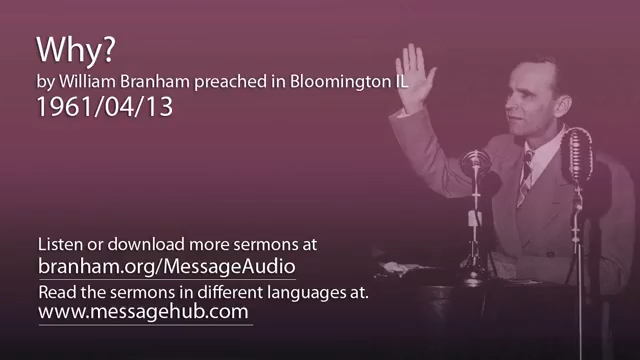 Why?
by William Branham preached in Bloomington IL
1961/04/13
Listen or download more sermons at
branham.org/MessageAudio
Read the sermons in different languages at.
www.messagehub.com